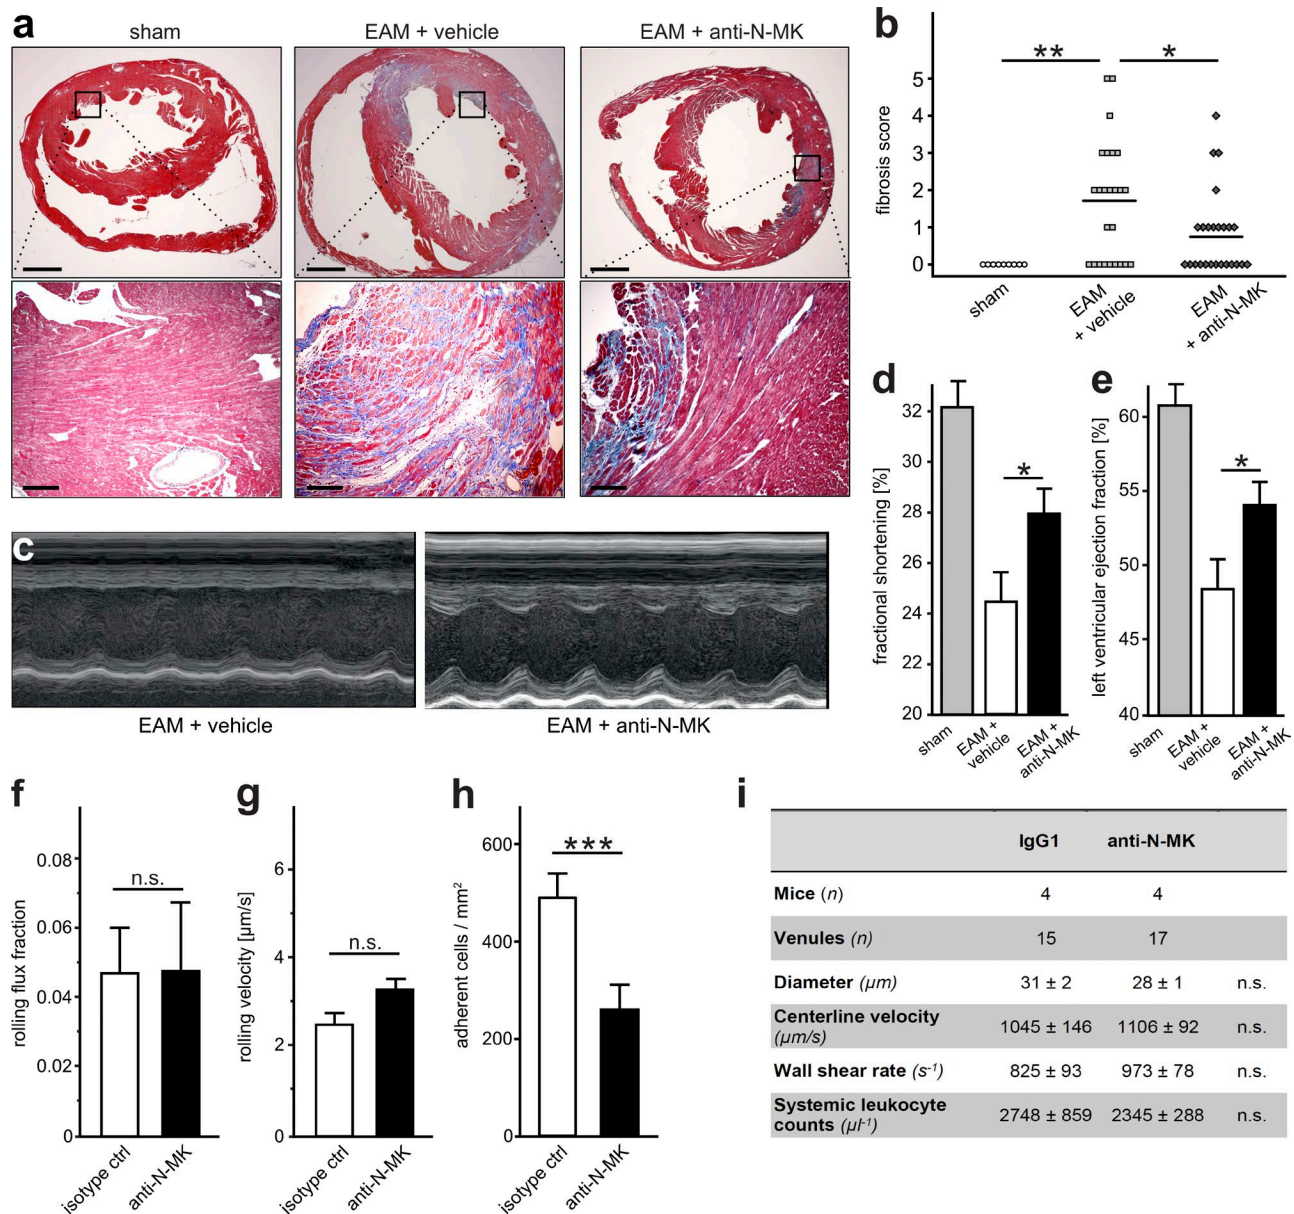 a
sham
EAM + vehicle
EAM + anti-N-MK
b
**
*
fibrosis score
5
4
3
2
1
0
sham
EAM
+ vehicle
EAM
+ anti-N-MK
c
EAM + vehicle
EAM + anti-N-MK
d
fractional shortening [%]
32
30
28
26
24
22
20
*
sham
EAM +
vehicle
EAM +
anti-N-MK
e
left ventricular ejection fraction [%]
60
55
50
45
40
*
sham
EAM +
vehicle
EAM +
anti-N-MK
f
rolling flux fraction
0.08
0.06
0.04
0.02
0
n.s.
isotype ctrl
anti-N-MK
g
rolling velocity [µm/s]
6
4
2
0
n.s.
isotype ctrl
anti-N-MK
h
adherent cells / mm²
600
400
200
0
***
isotype ctrl
anti-N-MK
i
IgG1 anti-N-MK
Mice (n) 4 4
Venules (n) 15 17
Diameter (µm) 31 ± 2 28 ± 1 n.s.
Centerline velocity
(µm/s) 1045 ± 146 1106 ± 92 n.s.
Wall shear rate (s⁻¹) 825 ± 93 973 ± 78 n.s.
Systemic leukocyte
counts (µl⁻¹) 2748 ± 859 2345 ± 288 n.s.